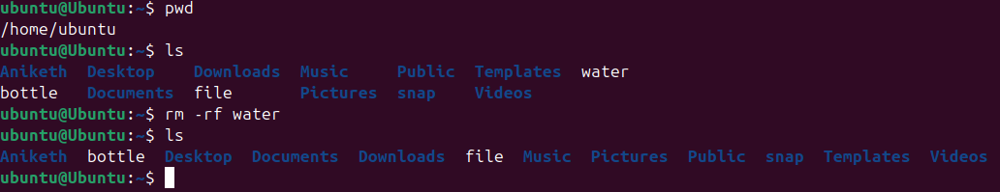 ubuntu@Ubuntu:~$ pwd
/home/ubuntu
ubuntu@Ubuntu:~$ ls
Aniketh  Desktop    Downloads  Music     Public  Templates  water
bottle   Documents  file       Pictures  snap    Videos
ubuntu@Ubuntu:~$ rm -rf water
ubuntu@Ubuntu:~$ ls
Aniketh  bottle  Desktop  Documents  Downloads  file  Music  Pictures  Public  snap  Templates  Videos
ubuntu@Ubuntu:~$